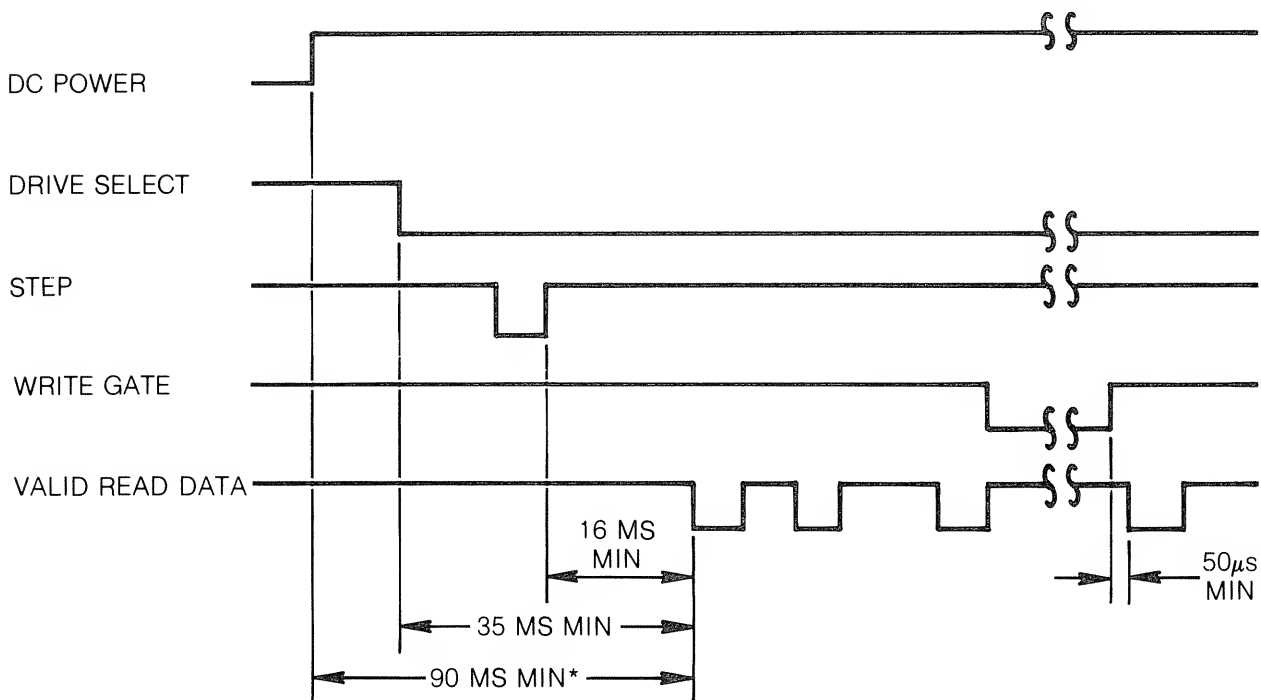 DC POWER
DRIVE SELECT
STEP
WRITE GATE
VALID READ DATA
16 MS
MIN
50μs
MIN
35 MS MIN
90 MS MIN*